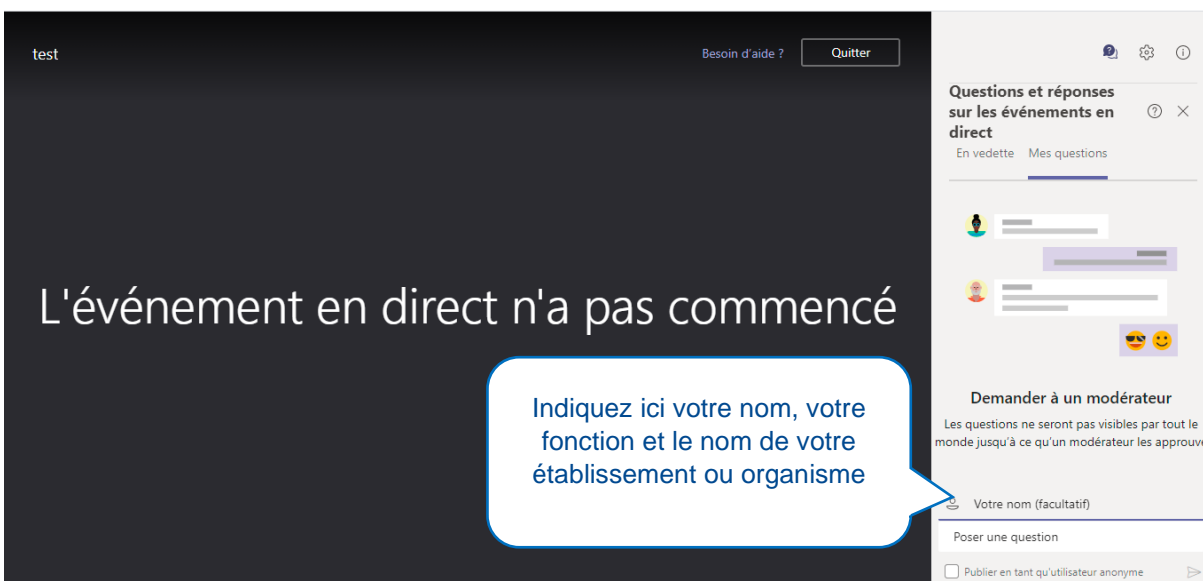 test
Besoin d'aide ?
Quitter
L'événement en direct n'a pas commencé
Indiquez ici votre nom, votre
fonction et le nom de votre
établissement ou organisme
Questions et réponses
sur les événements en
direct
En vedette Mes questions
Demander à un modérateur
Les questions ne seront pas visibles par tout le
monde jusqu'à ce qu'un modérateur les approuve
Votre nom (facultatif)
Poser une question
Publier en tant qu'utilisateur anonyme